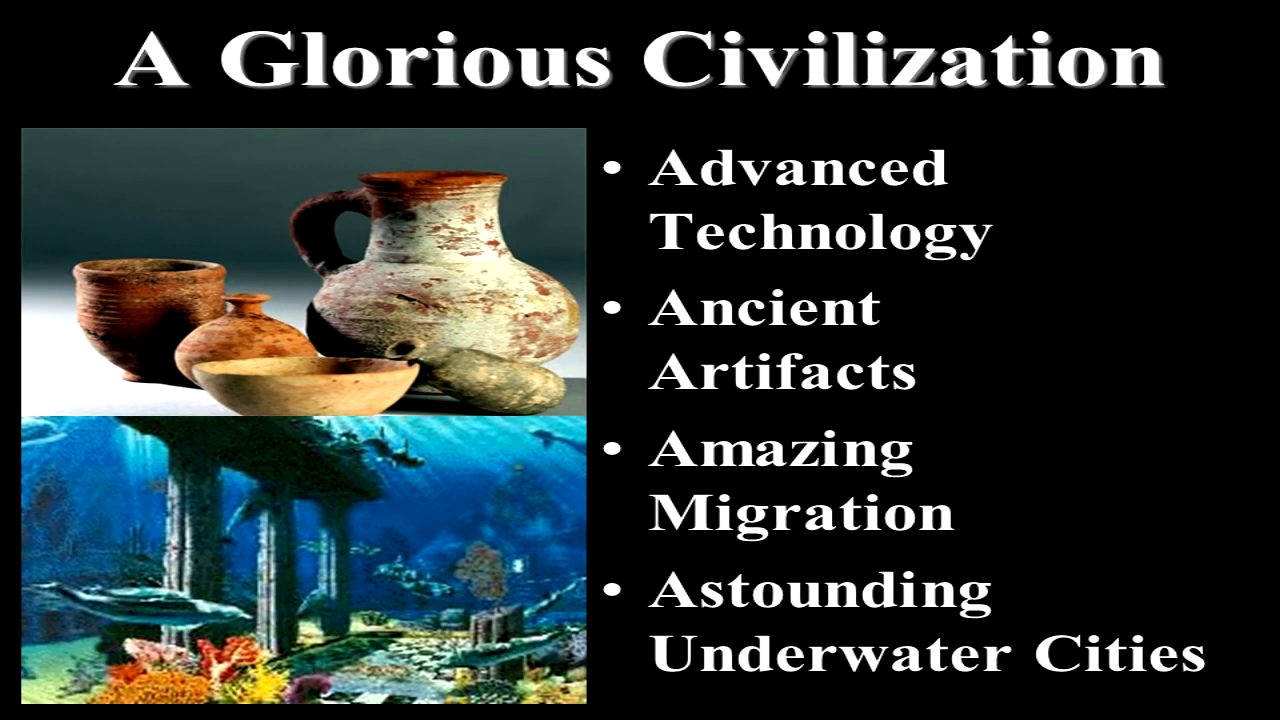 A Glorious Civilization
• Advanced
Technology
• Ancient
Artifacts
• Amazing
Migration
• Astounding
Underwater Cities